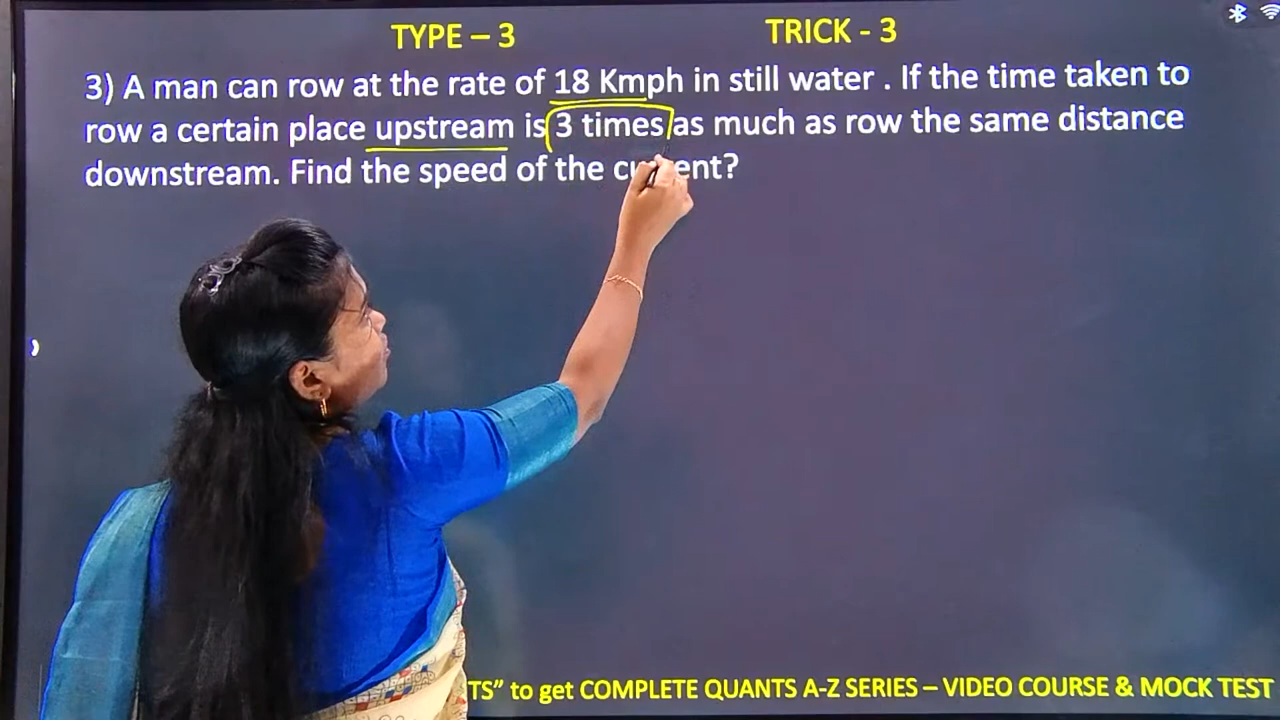 TYPE – 3
TRICK - 3
3) A man can row at the rate of 18 Kmph in still water . If the time taken to
row a certain place upstream is 3 times as much as row the same distance
downstream. Find the speed of the
TS” to get COMPLETE QUANTS A-Z SERIES – VIDEO COURSE & MOCK TEST